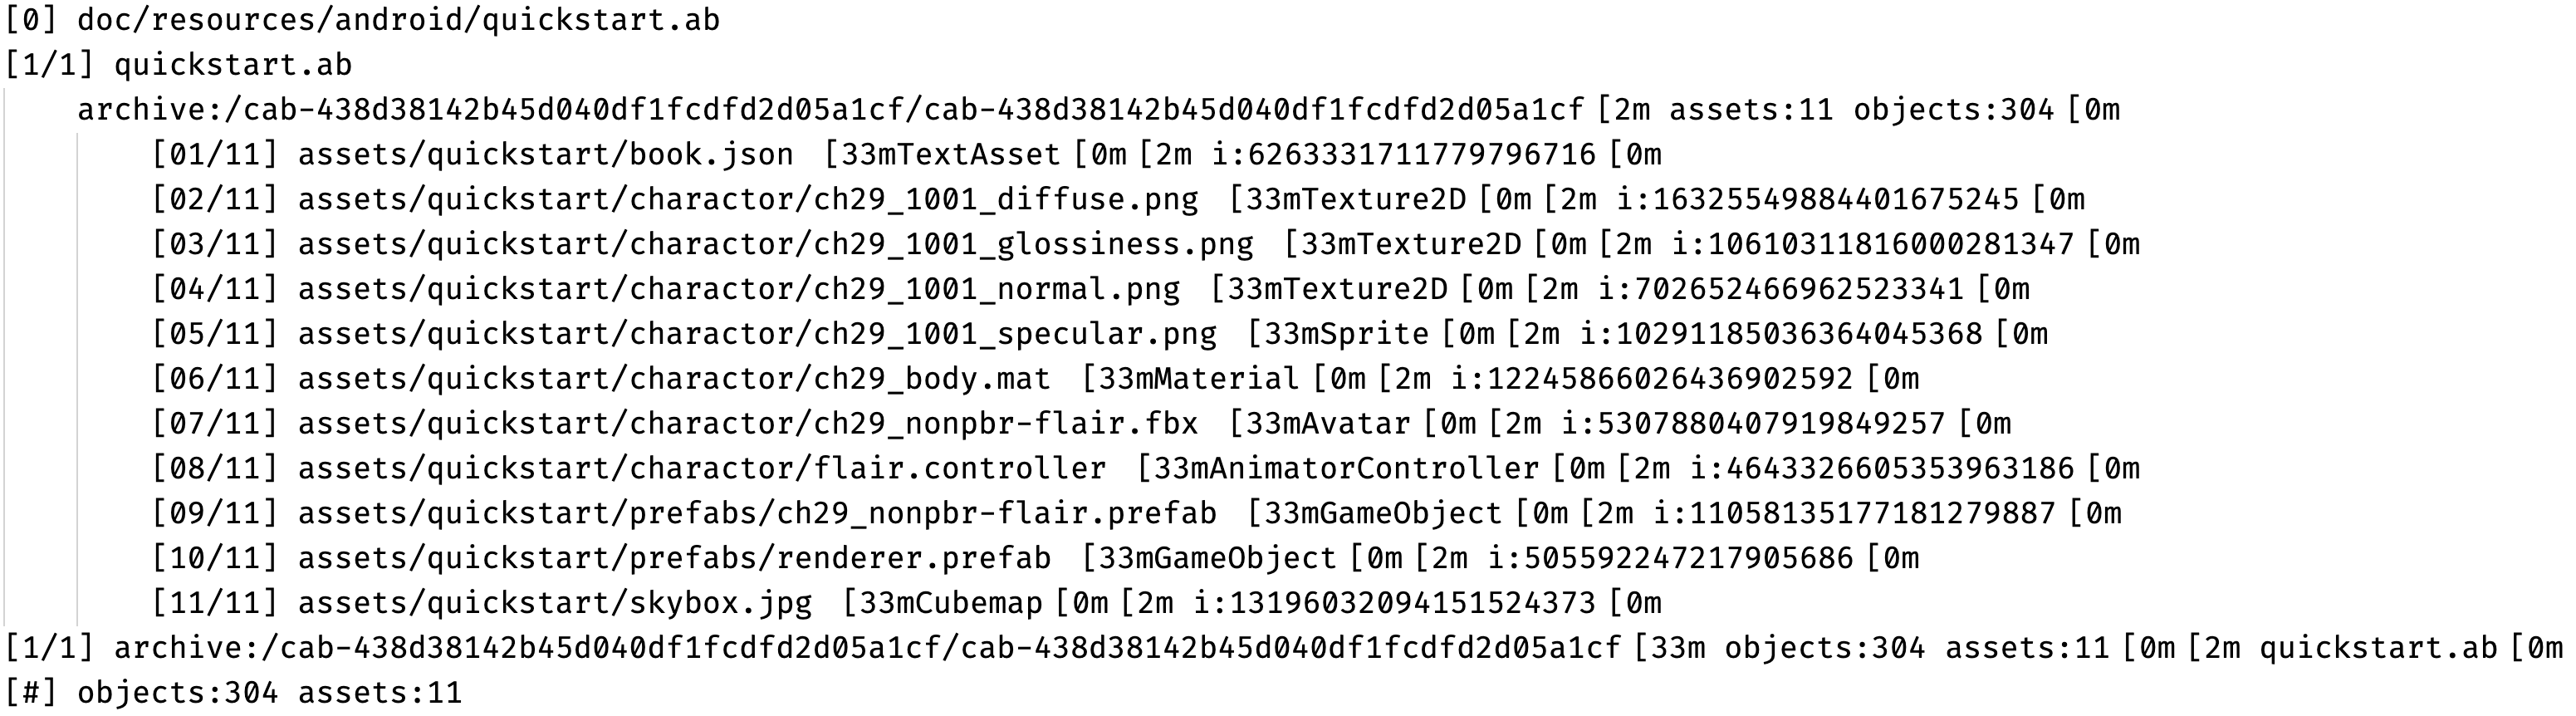 [0] doc/resources/android/quickstart.ab
[1/1] quickstart.ab
archive:/cab-438d38142b45d040df1fcdfd2d05a1cf/cab-438d38142b45d040df1fcdfd2d05a1cf [2m assets:11 objects:304 [0m
[01/11] assets/quickstart/book.json [33mTextAsset [0m [2m i:6263331711779796716 [0m
[02/11] assets/quickstart/charactor/ch29_1001_diffuse.png [33mTexture2D [0m [2m i:16325549884401675245 [0m
[03/11] assets/quickstart/charactor/ch29_1001_glossiness.png [33mTexture2D [0m [2m i:10610311816000281347 [0m
[04/11] assets/quickstart/charactor/ch29_1001_normal.png [33mTexture2D [0m [2m i:702652466962523341 [0m
[05/11] assets/quickstart/charactor/ch29_1001_specular.png [33mSprite [0m [2m i:10291185036364045368 [0m
[06/11] assets/quickstart/charactor/ch29_body.mat [33mMaterial [0m [2m i:12245866026436902592 [0m
[07/11] assets/quickstart/charactor/ch29_nonpbr-flair.fbx [33mAvatar [0m [2m i:5307880407919849257 [0m
[08/11] assets/quickstart/charactor/flair.controller [33mAnimatorController [0m [2m i:4643326605353963186 [0m
[09/11] assets/quickstart/prefabs/ch29_nonpbr-flair.prefab [33mGameObject [0m [2m i:11058135177181279887 [0m
[10/11] assets/quickstart/prefabs/renderer.prefab [33mGameObject [0m [2m i:505592247217905686 [0m
[11/11] assets/quickstart/skybox.jpg [33mCubemap [0m [2m i:13196032094151524373 [0m
[1/1] archive:/cab-438d38142b45d040df1fcdfd2d05a1cf/cab-438d38142b45d040df1fcdfd2d05a1cf [33m objects:304 assets:11 [0m [2m quickstart.ab [0m
[#] objects:304 assets:11